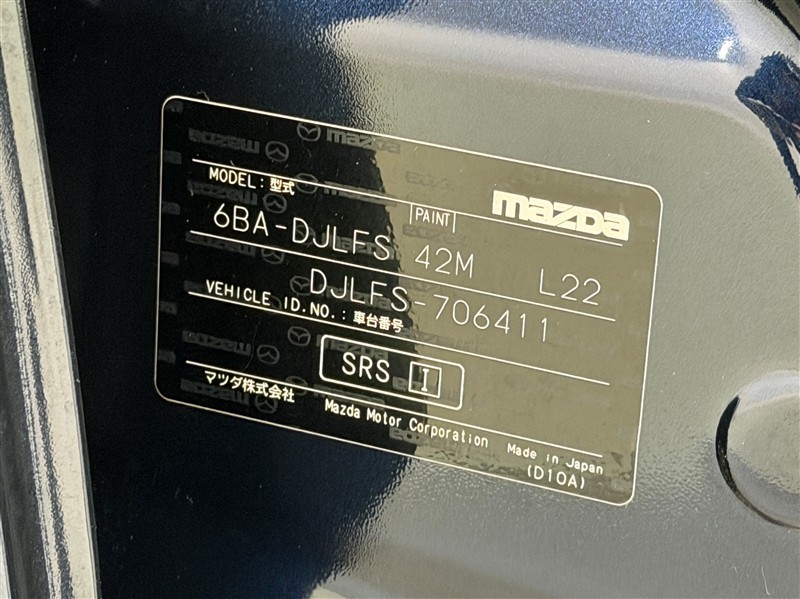 mazda
MODEL : 型式
PAINT
mazda
6BA-DJLFS 42M L22
DJLFS-706411
VEHICLE ID.NO. : 車台番号
SRS I
マツダ株式会社 Mazda Motor Corporation Made in Japan
(D10A)